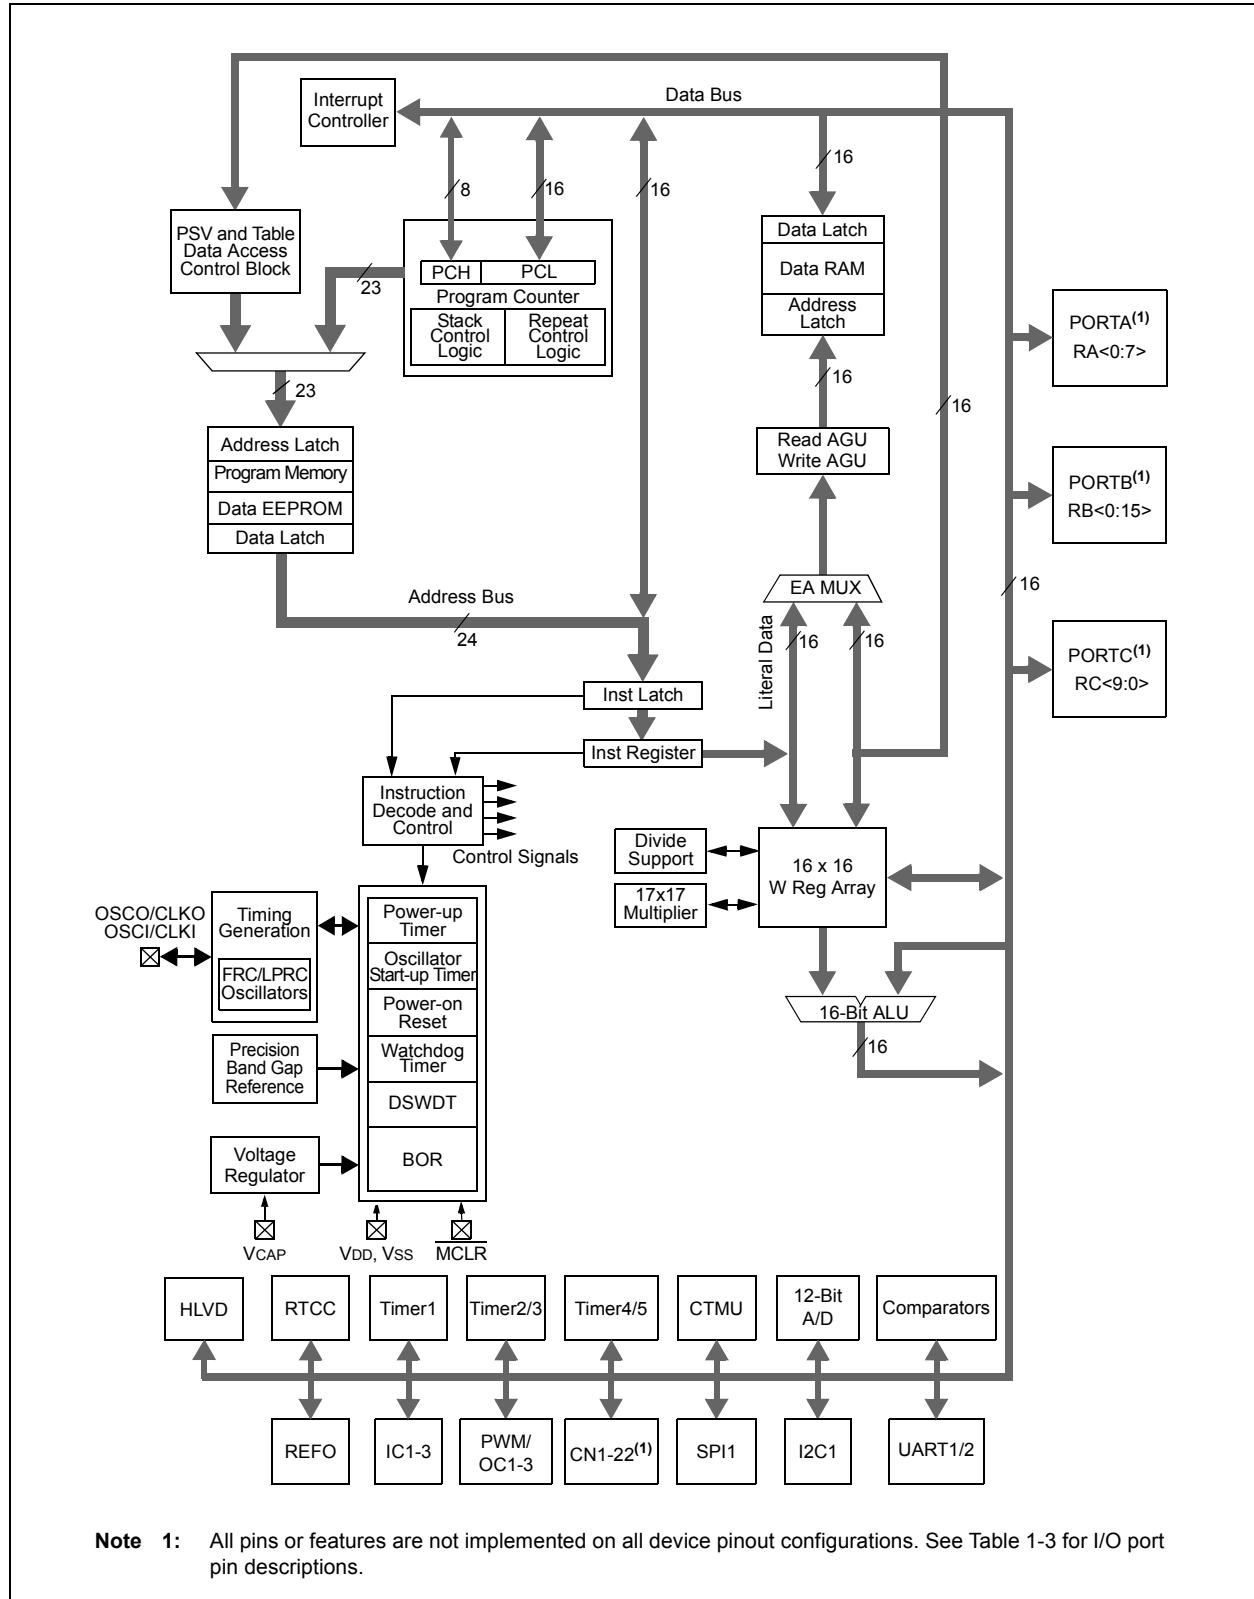 Data Bus
Interrupt
Controller
8
16
16
16
PSV and Table
Data Access
Control Block
23
PCH
PCL
Program Counter
Stack
Control
Logic
Repeat
Control
Logic
Data Latch
Data RAM
Address
Latch
PORTA(1)
RA<0:7>
23
16
16
Address Latch
Program Memory
Data EEPROM
Data Latch
Read AGU
Write AGU
PORTB(1)
RB<0:15>
EA MUX
16
Address Bus
24
Literal Data
16
16
PORTC(1)
RC<9:0>
Inst Latch
Inst Register
Instruction
Decode and
Control
Control Signals
Divide
Support
16 x 16
W Reg Array
17x17
Multiplier
OSCO/CLKO
OSCI/CLKI
Timing
Generation
FRC/LPRC
Oscillators
Power-up
Timer
Oscillator
Start-up Timer
Power-on
Reset
16-Bit ALU
16
Precision
Band Gap
Reference
Watchdog
Timer
DSWDT
Voltage
Regulator
BOR
VCAP
VDD, VSS
MCLR
HLVD
RTCC
Timer1
Timer2/3
Timer4/5
CTMU
12-Bit
A/D
Comparators
REFO
IC1-3
PWM/
OC1-3
CN1-22(1)
SPI1
I2C1
UART1/2
Note 1: All pins or features are not implemented on all device pinout configurations. See Table 1-3 for I/O port
pin descriptions.